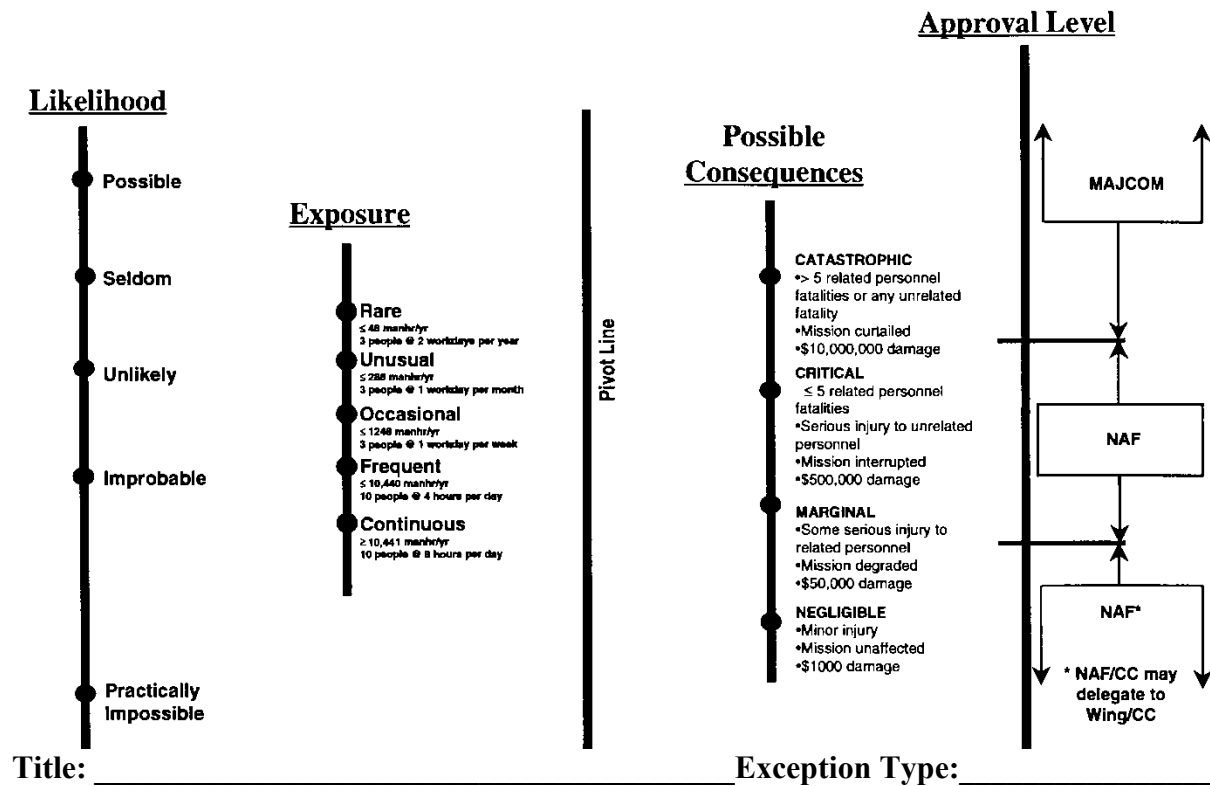 Approval Level
Likelihood
Possible
Seldom
Unlikely
Improbable
Practically
Impossible
Exposure
Rare
≤ 48 manhr/yr
3 people @ 2 workdays per year
Unusual
≤ 288 manhr/yr
3 people @ 1 workday per month
Occasional
≤ 1248 manhr/yr
3 people @ 1 workday per week
Frequent
≤ 10,440 manhr/yr
10 people @ 4 hours per day
Continuous
≥ 10,441 manhr/yr
10 people @ 8 hours per day
Pivot Line
Possible
Consequences
CATASTROPHIC
•> 5 related personnel
fatalities or any unrelated
fatality
•Mission curtailed
•$10,000,000 damage
CRITICAL
≤ 5 related personnel
fatalities
•Serious injury to unrelated
personnel
•Mission interrupted
•$500,000 damage
MARGINAL
•Some serious injury to
related personnel
•Mission degraded
•$50,000 damage
NEGLIGIBLE
•Minor injury
•Mission unaffected
•$1000 damage
MAJCOM
NAF
NAF*
* NAF/CC may
delegate to
Wing/CC
Title: Exception Type: